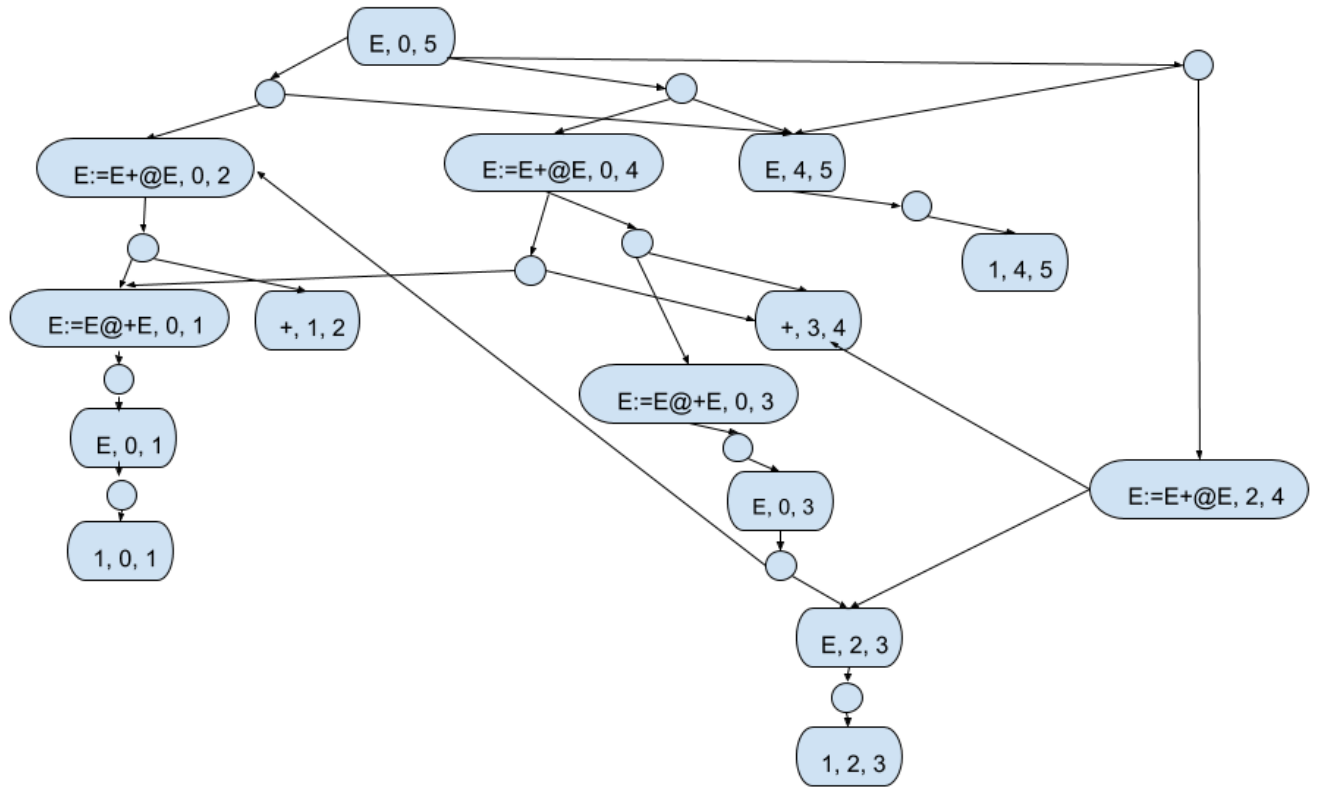 E, 0, 5
E:=E+@E, 0, 2
E:=E+@E, 0, 4
E, 4, 5
1, 4, 5
E:=E@+E, 0, 1
+, 1, 2
+, 3, 4
E:=E@+E, 0, 3
E, 0, 1
E, 0, 3
E:=E+@E, 2, 4
1, 0, 1
E, 2, 3
1, 2, 3